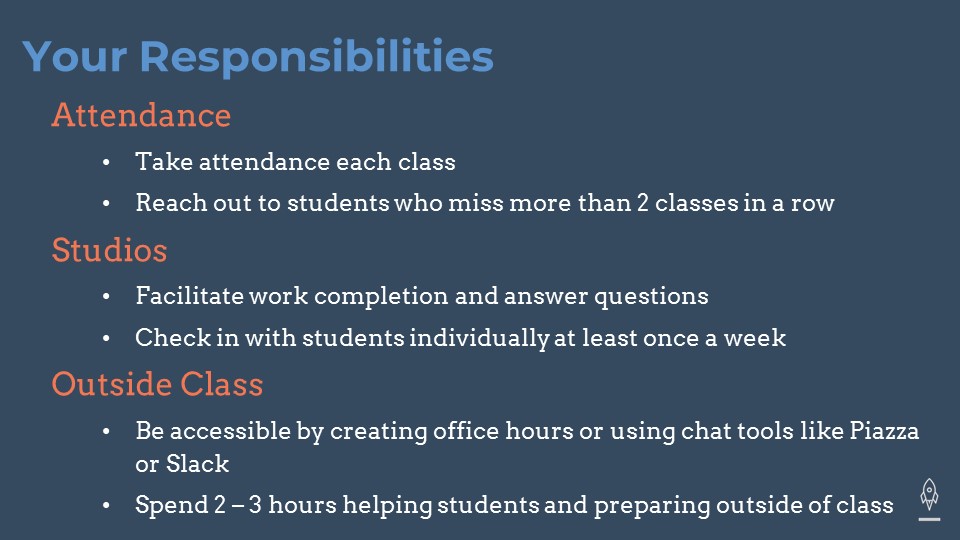 Your Responsibilities
Attendance
• Take attendance each class
• Reach out to students who miss more than 2 classes in a row
Studios
• Facilitate work completion and answer questions
• Check in with students individually at least once a week
Outside Class
• Be accessible by creating office hours or using chat tools like Piazza
or Slack
• Spend 2 – 3 hours helping students and preparing outside of class